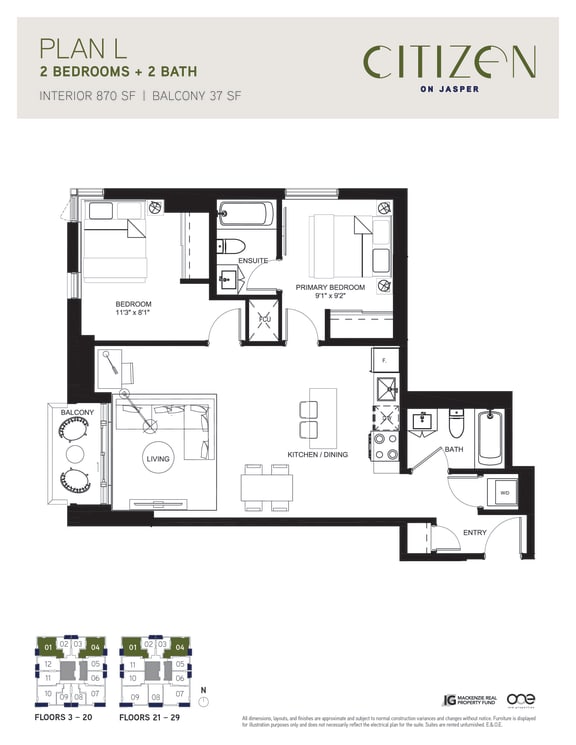 PLAN L
2 BEDROOMS + 2 BATH
INTERIOR 870 SF | BALCONY 37 SF
CITIZEN
ON JASPER
ENSUITE
PRIMARY BEDROOM
9'1" x 9'2"
BEDROOM
11'3" x 8'1"
FCU
F.
BALCONY
LIVING
KITCHEN / DINING
D/W
BATH
W/D
ENTRY
01 02 03 04
12 05
11 06
10 09 08 07
FLOORS 3 – 20
01 02 03 04
11 05
10 06
09 08 07
FLOORS 21 – 29
N
MACKENZIE REAL
PROPERTY FUND
one
All dimensions, layouts, and finishes are approximate and subject to normal construction variances and changes without notice. Furniture is displayed
for illustration purposes only and does not necessarily reflect the electrical plan for the suite. Suites are rented unfurnished. E.&O.E.